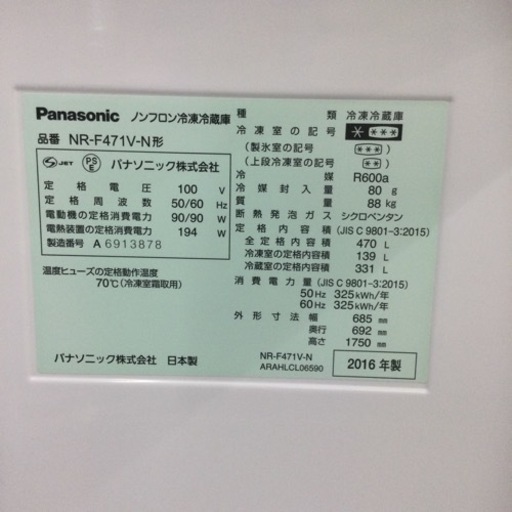 Panasonic ノンフロン冷凍冷蔵庫
品番 NR-F471V-N形
JET PSE パナソニック株式会社
定格電圧 100 V
定格周波数 50/60 Hz
電動機の定格消費電力 90/90 W
電熱装置の定格消費電力 194 W
製造番号 A 6913878
温度ヒューズの定格動作温度
70℃(冷凍室霜取用)
パナソニック株式会社 日本製
種類 冷凍冷蔵庫
冷凍室の記号 ****
(製氷室の記号) **
(上段冷凍室の記号) **
冷媒 R600a
冷媒封入量 80 g
質量 88 kg
断熱発泡ガス シクロペンタン
定格内容積 (JIS C 9801-3:2015)
全定格内容積 470 L
冷凍室の定格内容積 139 L
冷蔵室の定格内容積 331 L
消費電力量 (JIS C 9801-3:2015)
50Hz 325kWh/年
60Hz 325kWh/年
外形寸法 幅 685 mm
奥行 692 mm
高さ 1750 mm
NR-F471V-N
ARAHLCL06590
2016 年製